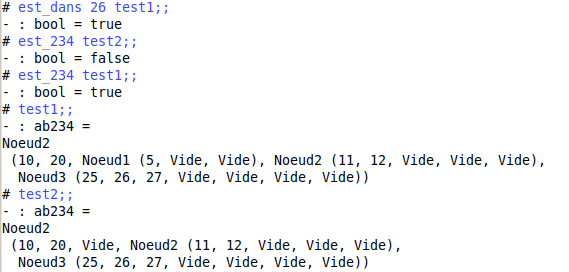 # est_dans 26 test1;;
- : bool = true
# est_234 test2;;
- : bool = false
# est_234 test1;;
- : bool = true
# test1;;
- : ab234 =
Noeud2
 (10, 20, Noeud1 (5, Vide, Vide), Noeud2 (11, 12, Vide, Vide, Vide),
  Noeud3 (25, 26, 27, Vide, Vide, Vide, Vide))
# test2;;
- : ab234 =
Noeud2
 (10, 20, Vide, Noeud2 (11, 12, Vide, Vide, Vide),
  Noeud3 (25, 26, 27, Vide, Vide, Vide, Vide))